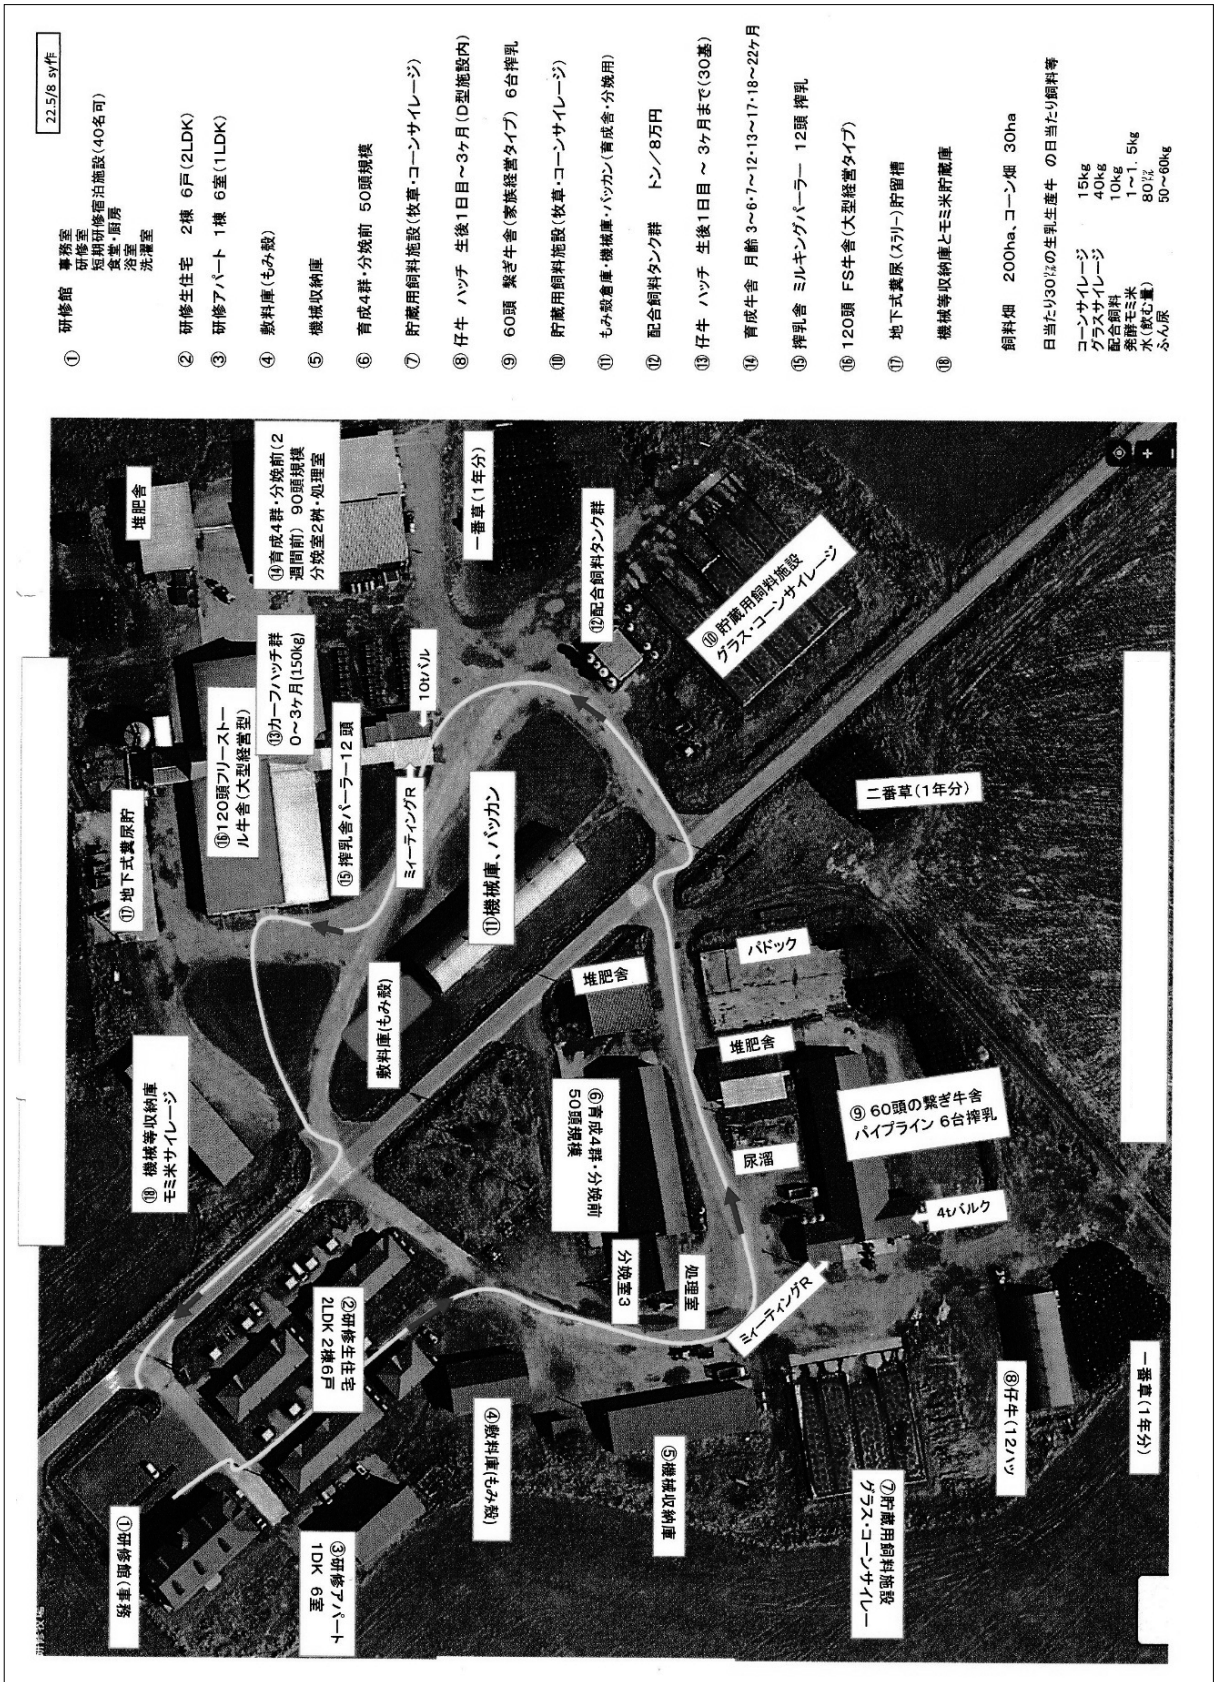 22.5/8 sy作
① 研修館 事務室
研修室
短期研修宿泊施設(40名可)
食堂・厨房
浴室
洗濯室
② 研修生住宅 2棟 6戸(2LDK)
③ 研修アパート 1棟 6室(1LDK)
④ 敷料庫(もみ殻)
⑤ 機械収納庫
⑥ 育成4群・分娩前 50頭規模
⑦ 貯蔵用飼料施設(牧草・コーンサイレージ)
⑧ 仔牛 ハッチ 生後1日目~3ヶ月(D型施設内)
⑨ 60頭 繋ぎ牛舎(家族経営タイプ) 6台搾乳
⑩ 貯蔵用飼料施設(牧草・コーンサイレージ)
⑪ もみ殻倉庫・機械庫・バッカン(育成舎・分娩用)
⑫ 配合飼料タンク群 トン/8万円
⑬ 仔牛 ハッチ 生後1日目 ~ 3ヶ月まで(30基)
⑭ 育成牛舎 月齢 3~6・7~12・13~17・18~22ヶ月
⑮ 搾乳舎 ミルキングパーラー 12頭 搾乳
⑯ 120頭 FS牛舎(大型経営タイプ)
⑰ 地下式糞尿(スラリー)貯留槽
⑱ 機械等収納庫とモミ米貯蔵庫
飼料畑 200ha、コーン畑 30ha
日当たり30㍑の生乳生産牛 の日当たり飼料等
コーンサイレージ 15kg
グラスサイレージ 40kg
配合飼料 10kg
発酵モミ米 1~1.5kg
水(飲む量) 80㍑
ふん尿 50~60kg
堆肥舎
⑭育成4群・分娩前(2
週間前) 90頭規模
分娩室2桝・処理室
一番草(1年分)
⑫配合飼料タンク群
⑩ 貯蔵用飼料施設
グラス・コーンサイレージ
⑬カーフハッチ群
0~3ヶ月(150kg)
10tバル
⑯120頭フリーストー
ル牛舎(大型経営型)
⑮ 搾乳舎パーラー12 頭
ミィーティングR
⑰ 地下式糞尿貯
⑪機械庫、バッカン
二番草(1年分)
敷料庫(もみ殻)
堆肥舎
パドック
堆肥舎
⑱ 機械等収納庫
モミ米サイレージ
⑥育成4群・分娩前
50頭規模
尿溜
⑨ 60頭の繋ぎ牛舎
パイプライン 6台搾乳
4tバルク
分娩室3
処理室
ミィーティングR
②研修生住宅
2LDK 2棟6戸
④敷料庫(もみ殻)
⑤機械収納庫
⑧仔牛(12ハッ
一番草(1年分)
①研修館(事務
③研修アパート
1DK 6室
⑦貯蔵用飼料施設
グラス・コーンサイレー